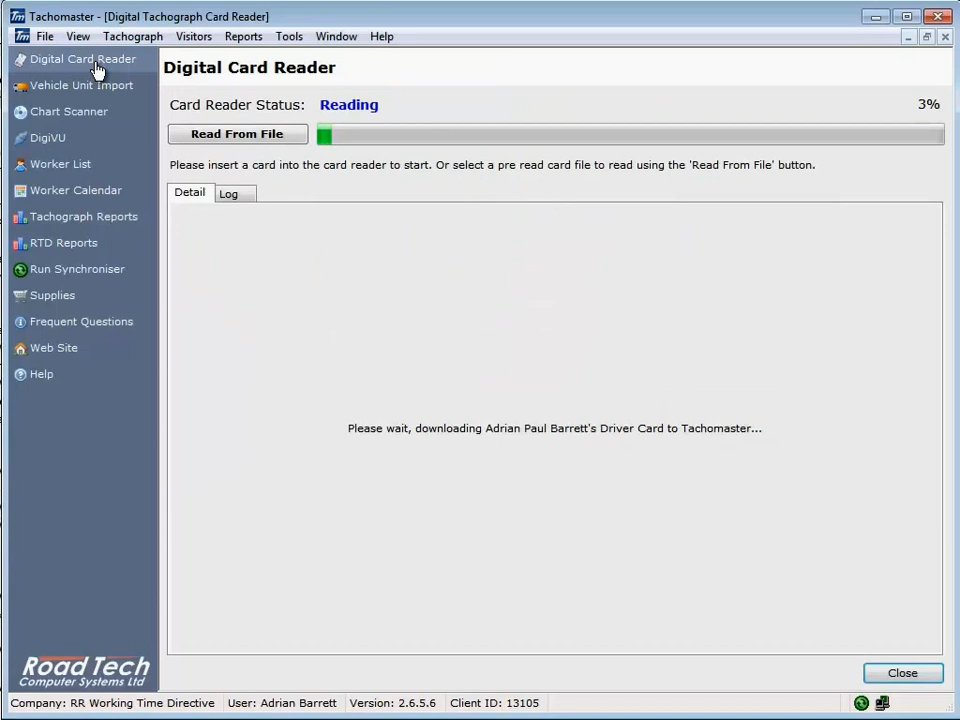 Tachomaster - [Digital Tachograph Card Reader]
File View Tachograph Visitors Reports Tools Window Help
Digital Card Reader
Vehicle Unit Import
Chart Scanner
DigiVU
Worker List
Worker Calendar
Tachograph Reports
RTD Reports
Run Synchroniser
Supplies
Frequent Questions
Web Site
Help
Road Tech
Computer Systems Ltd
Digital Card Reader
Card Reader Status: Reading 3%
Read From File
Please insert a card into the card reader to start. Or select a pre read card file to read using the 'Read From File' button.
Detail Log
Please wait, downloading Adrian Paul Barrett's Driver Card to Tachomaster...
Close
Company: RR Working Time Directive User: Adrian Barrett Version: 2.6.5.6 Client ID: 13105